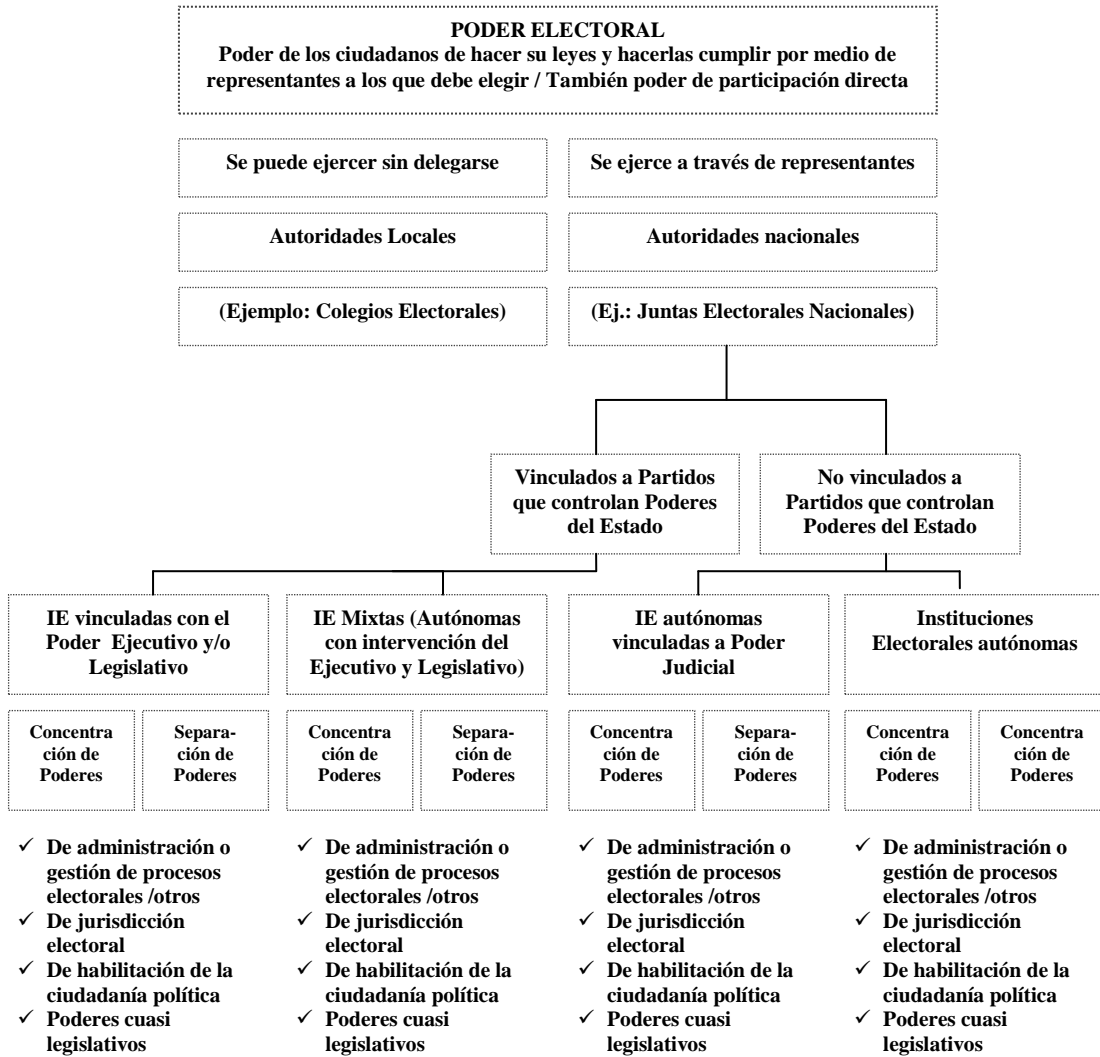 PODER ELECTORAL
Poder de los ciudadanos de hacer su leyes y hacerlas cumplir por medio de
representantes a los que debe elegir / También poder de participación directa
Se puede ejercer sin delegarse
Se ejerce a través de representantes
Autoridades Locales
Autoridades nacionales
(Ejemplo: Colegios Electorales)
(Ej.: Juntas Electorales Nacionales)
Vinculados a Partidos
que controlan Poderes
del Estado
No vinculados a
Partidos que controlan
Poderes del Estado
IE vinculadas con el
Poder Ejecutivo y/o
Legislativo
IE Mixtas (Autónomas
con intervención del
Ejecutivo y Legislativo)
IE autónomas
vinculadas a Poder
Judicial
Instituciones
Electorales autónomas
Concentra
ción de
Poderes
Separa-
ción de
Poderes
Concentra
ción de
Poderes
Separa-
ción de
Poderes
Concentra
ción de
Poderes
Separa-
ción de
Poderes
Concentra
ción de
Poderes
Concentra
ción de
Poderes
✓ De administración o
gestión de procesos
electorales /otros
✓ De jurisdicción
electoral
✓ De habilitación de la
ciudadanía política
✓ Poderes cuasi
legislativos
✓ De administración o
gestión de procesos
electorales /otros
✓ De jurisdicción
electoral
✓ De habilitación de la
ciudadanía política
✓ Poderes cuasi
legislativos
✓ De administración o
gestión de procesos
electorales /otros
✓ De jurisdicción
electoral
✓ De habilitación de la
ciudadanía política
✓ Poderes cuasi
legislativos
✓ De administración o
gestión de procesos
electorales /otros
✓ De jurisdicción
electoral
✓ De habilitación de la
ciudadanía política
✓ Poderes cuasi
legislativos